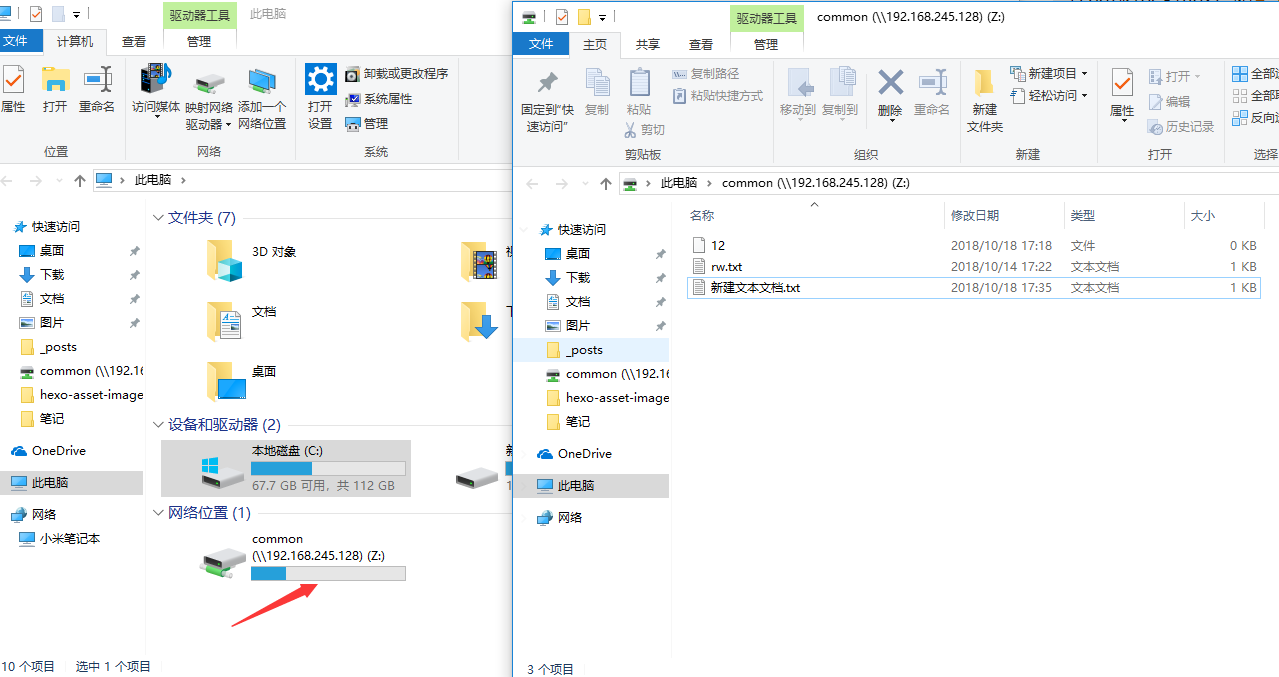 驱动器工具 此电脑
文件 计算机 查看 管理
属性 打开 重命名
位置
访问媒体 映射网络驱动器 添加一个网络位置
网络
打开设置
卸载或更改程序
系统属性
管理
系统
此电脑
快速访问
桌面
下载
文档
图片
_posts
common (\\192.16
hexo-asset-image
笔记
OneDrive
此电脑
网络
小米笔记本
文件夹 (7)
3D 对象
文档
桌面
设备和驱动器 (2)
本地磁盘 (C:)
67.7 GB 可用，共 112 GB
网络位置 (1)
common
(\\192.168.245.128) (Z:)
10 个项目 选中 1 个项目
驱动器工具 common (\\192.168.245.128) (Z:)
文件 主页 共享 查看 管理
固定到“快速访问”
复制
粘贴
复制路径
粘贴快捷方式
剪切
剪贴板
移动到 复制到 删除 重命名
组织
新建文件夹
新建项目
轻松访问
新建
属性
打开
编辑
历史记录
打开
反向
选择
此电脑 common (\\192.168.245.128) (Z:)
快速访问
桌面
下载
文档
图片
_posts
common (\\192.16
hexo-asset-image
笔记
OneDrive
此电脑
网络
名称 修改日期 类型 大小
12 2018/10/18 17:18 文件 0 KB
rw.txt 2018/10/14 17:22 文本文档 1 KB
新建文本文档.txt 2018/10/18 17:35 文本文档 1 KB
3 个项目